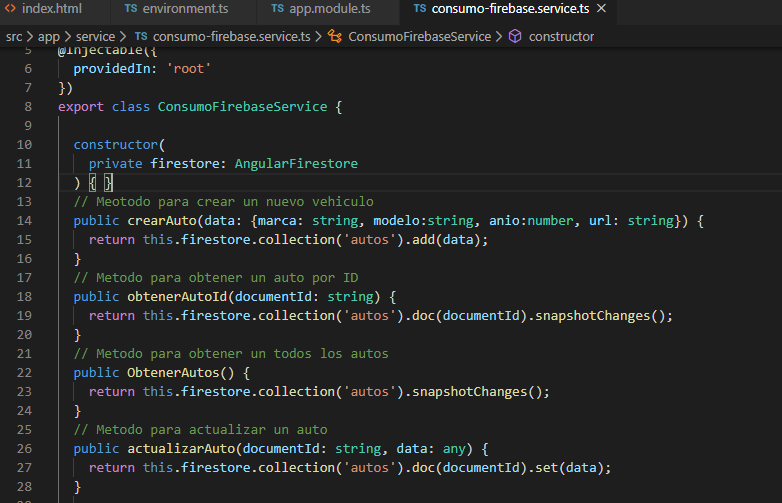 index.html
TS environment.ts
TS app.module.ts
TS consumo-firebase.service.ts ×
src > app > service > TS consumo-firebase.service.ts > ConsumoFirebaseService > constructor
5 @Injectable({
6 providedIn: 'root'
7 })
8 export class ConsumoFirebaseService {
9
10 constructor(
11 private firestore: AngularFirestore
12 ) { }
13 // Meotodo para crear un nuevo vehiculo
14 public crearAuto(data: {marca: string, modelo:string, anio:number, url: string}) {
15 return this.firestore.collection('autos').add(data);
16 }
17 // Metodo para obtener un auto por ID
18 public obtenerAutoId(documentId: string) {
19 return this.firestore.collection('autos').doc(documentId).snapshotChanges();
20 }
21 // Metodo para obtener un todos los autos
22 public ObtenerAutos() {
23 return this.firestore.collection('autos').snapshotChanges();
24 }
25 // Metodo para actualizar un auto
26 public actualizarAuto(documentId: string, data: any) {
27 return this.firestore.collection('autos').doc(documentId).set(data);
28 }